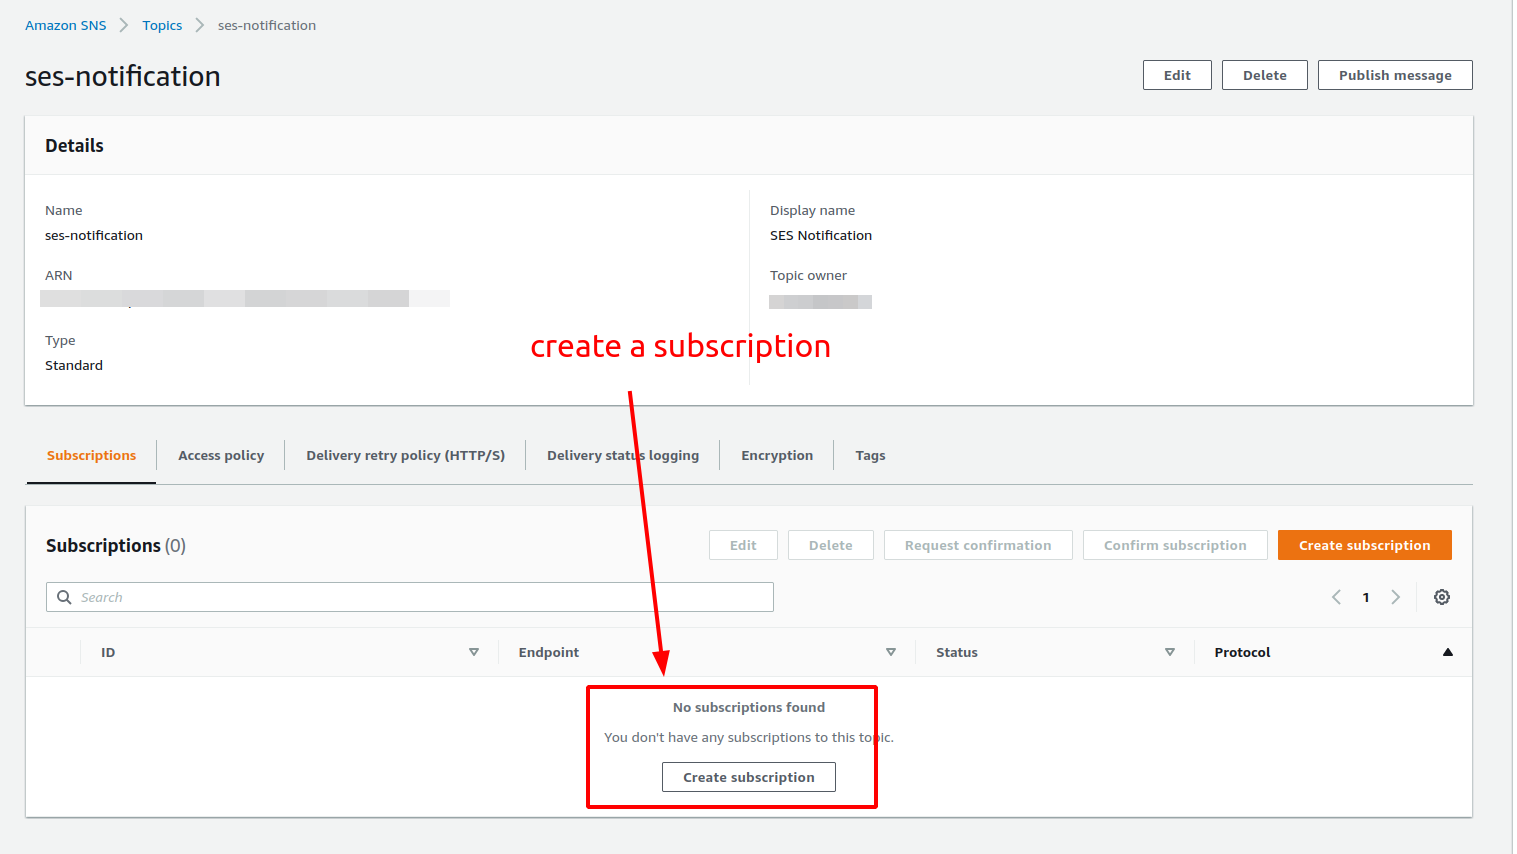 Amazon SNS > Topics > ses-notification
ses-notification
Edit Delete Publish message
Details
Name
ses-notification
Display name
SES Notification
ARN
Topic owner
Type
Standard
create a subscription
Subscriptions Access policy Delivery retry policy (HTTP/S) Delivery status logging Encryption Tags
Subscriptions (0) Edit Delete Request confirmation Confirm subscription Create subscription
Search 1
ID Endpoint Status Protocol
No subscriptions found
You don't have any subscriptions to this topic.
Create subscription